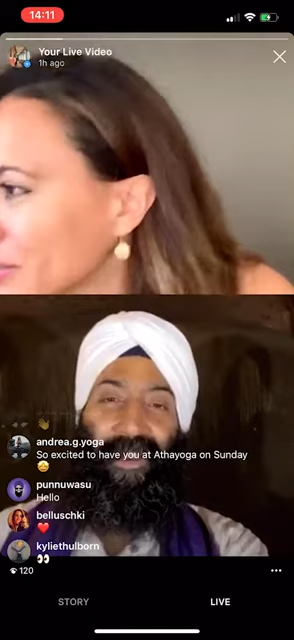 14:11
Your Live Video
1h ago
andrea.g.yoga
So excited to have you at Athayoga on Sunday
punnuwasu
Hello
belluschki
kyliethulborn
120
STORY
LIVE